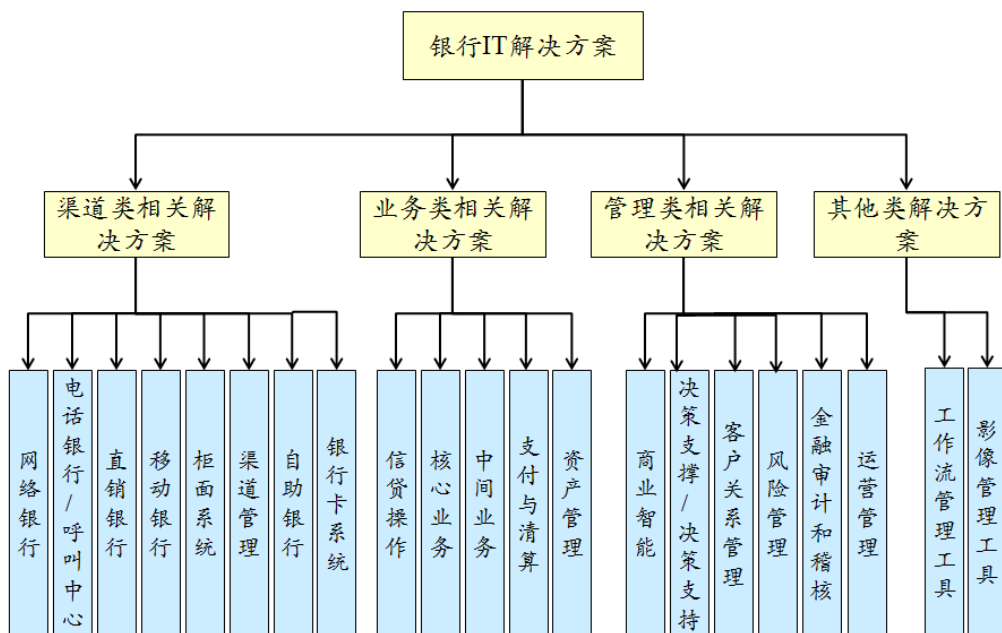 银行IT解决方案
渠道类相关解
决方案
业务类相关解
决方案
管理类相关解
决方案
其他类解决方
案
网络银行
电话银行/呼叫中心
直销银行
移动银行
柜面系统
渠道管理
自助银行
银行卡系统
信贷操作
核心业务
中间业务
支付与清算
资产管理
商业智能
决策支撑/决策支持
客户关系管理
风险管理
金融审计和稽核
运营管理
工作流管理工具
影像管理工具